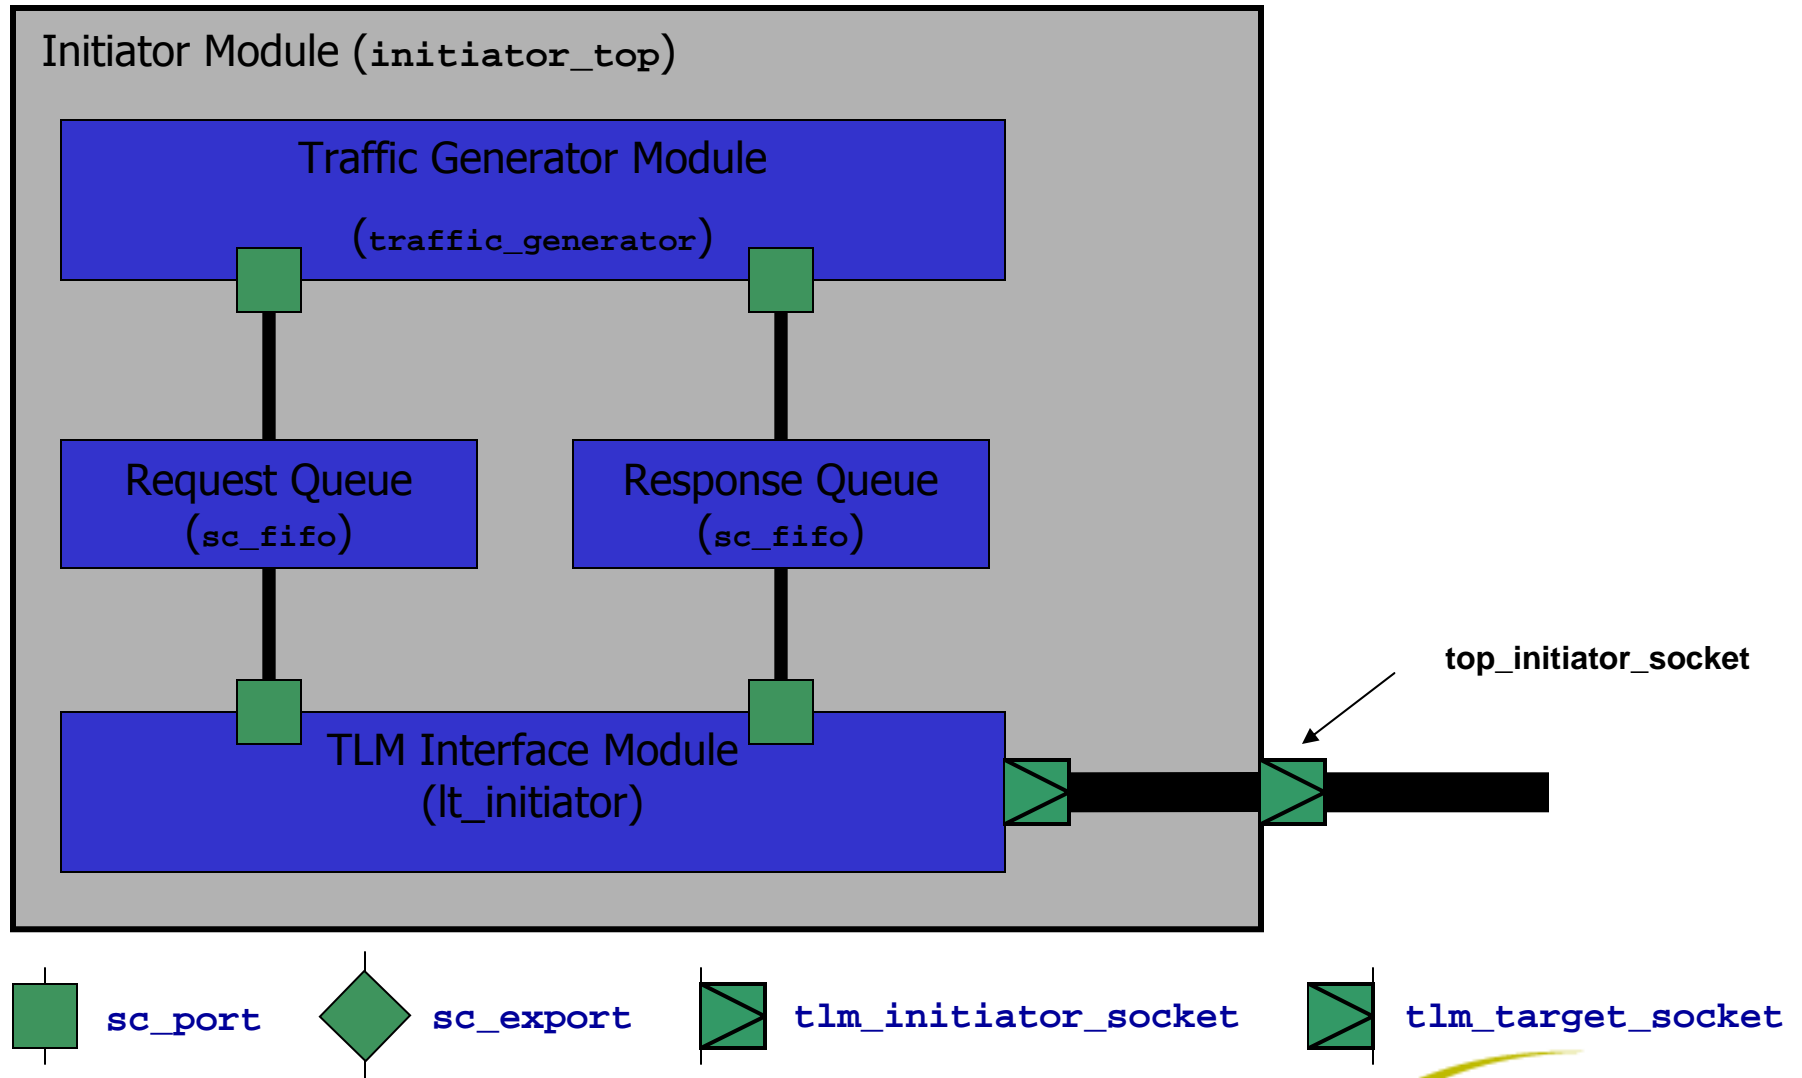 Initiator Module (initiator_top)
Traffic Generator Module
(traffic_generator)
Request Queue
(sc_fifo)
Response Queue
(sc_fifo)
top_initiator_socket
TLM Interface Module
(lt_initiator)
sc_port
sc_export
tlm_initiator_socket
tlm_target_socket